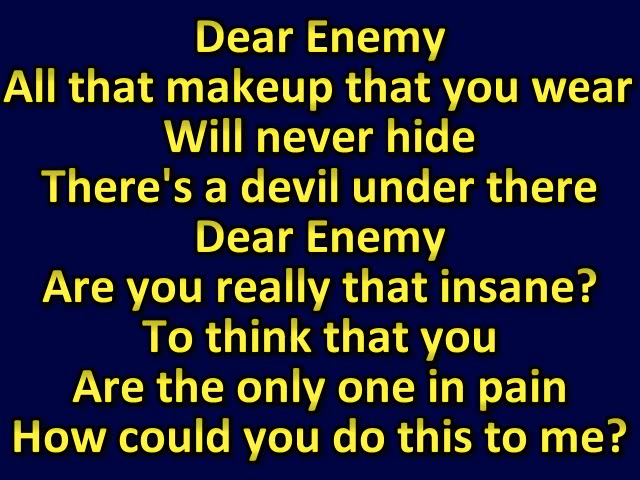 Dear Enemy
All that makeup that you wear
Will never hide
There's a devil under there
Dear Enemy
Are you really that insane?
To think that you
Are the only one in pain
How could you do this to me?